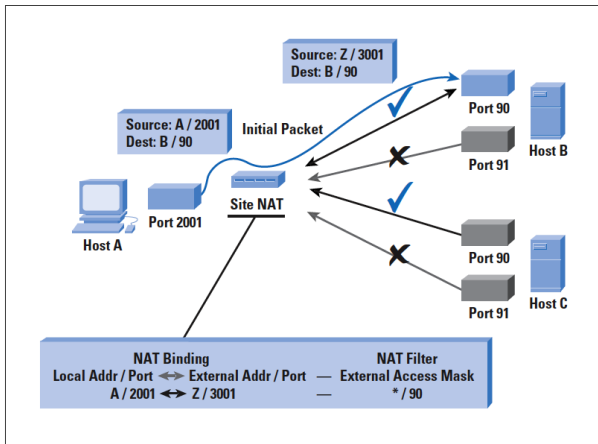 Source: Z / 3001
Dest: B / 90
Source: A / 2001
Dest: B / 90
Initial Packet
Port 90
Port 91
Host B
Host A
Port 2001
Site NAT
Port 90
Port 91
Host C
NAT Binding NAT Filter
Local Addr / Port External Addr / Port — External Access Mask
A / 2001 Z / 3001 — * / 90